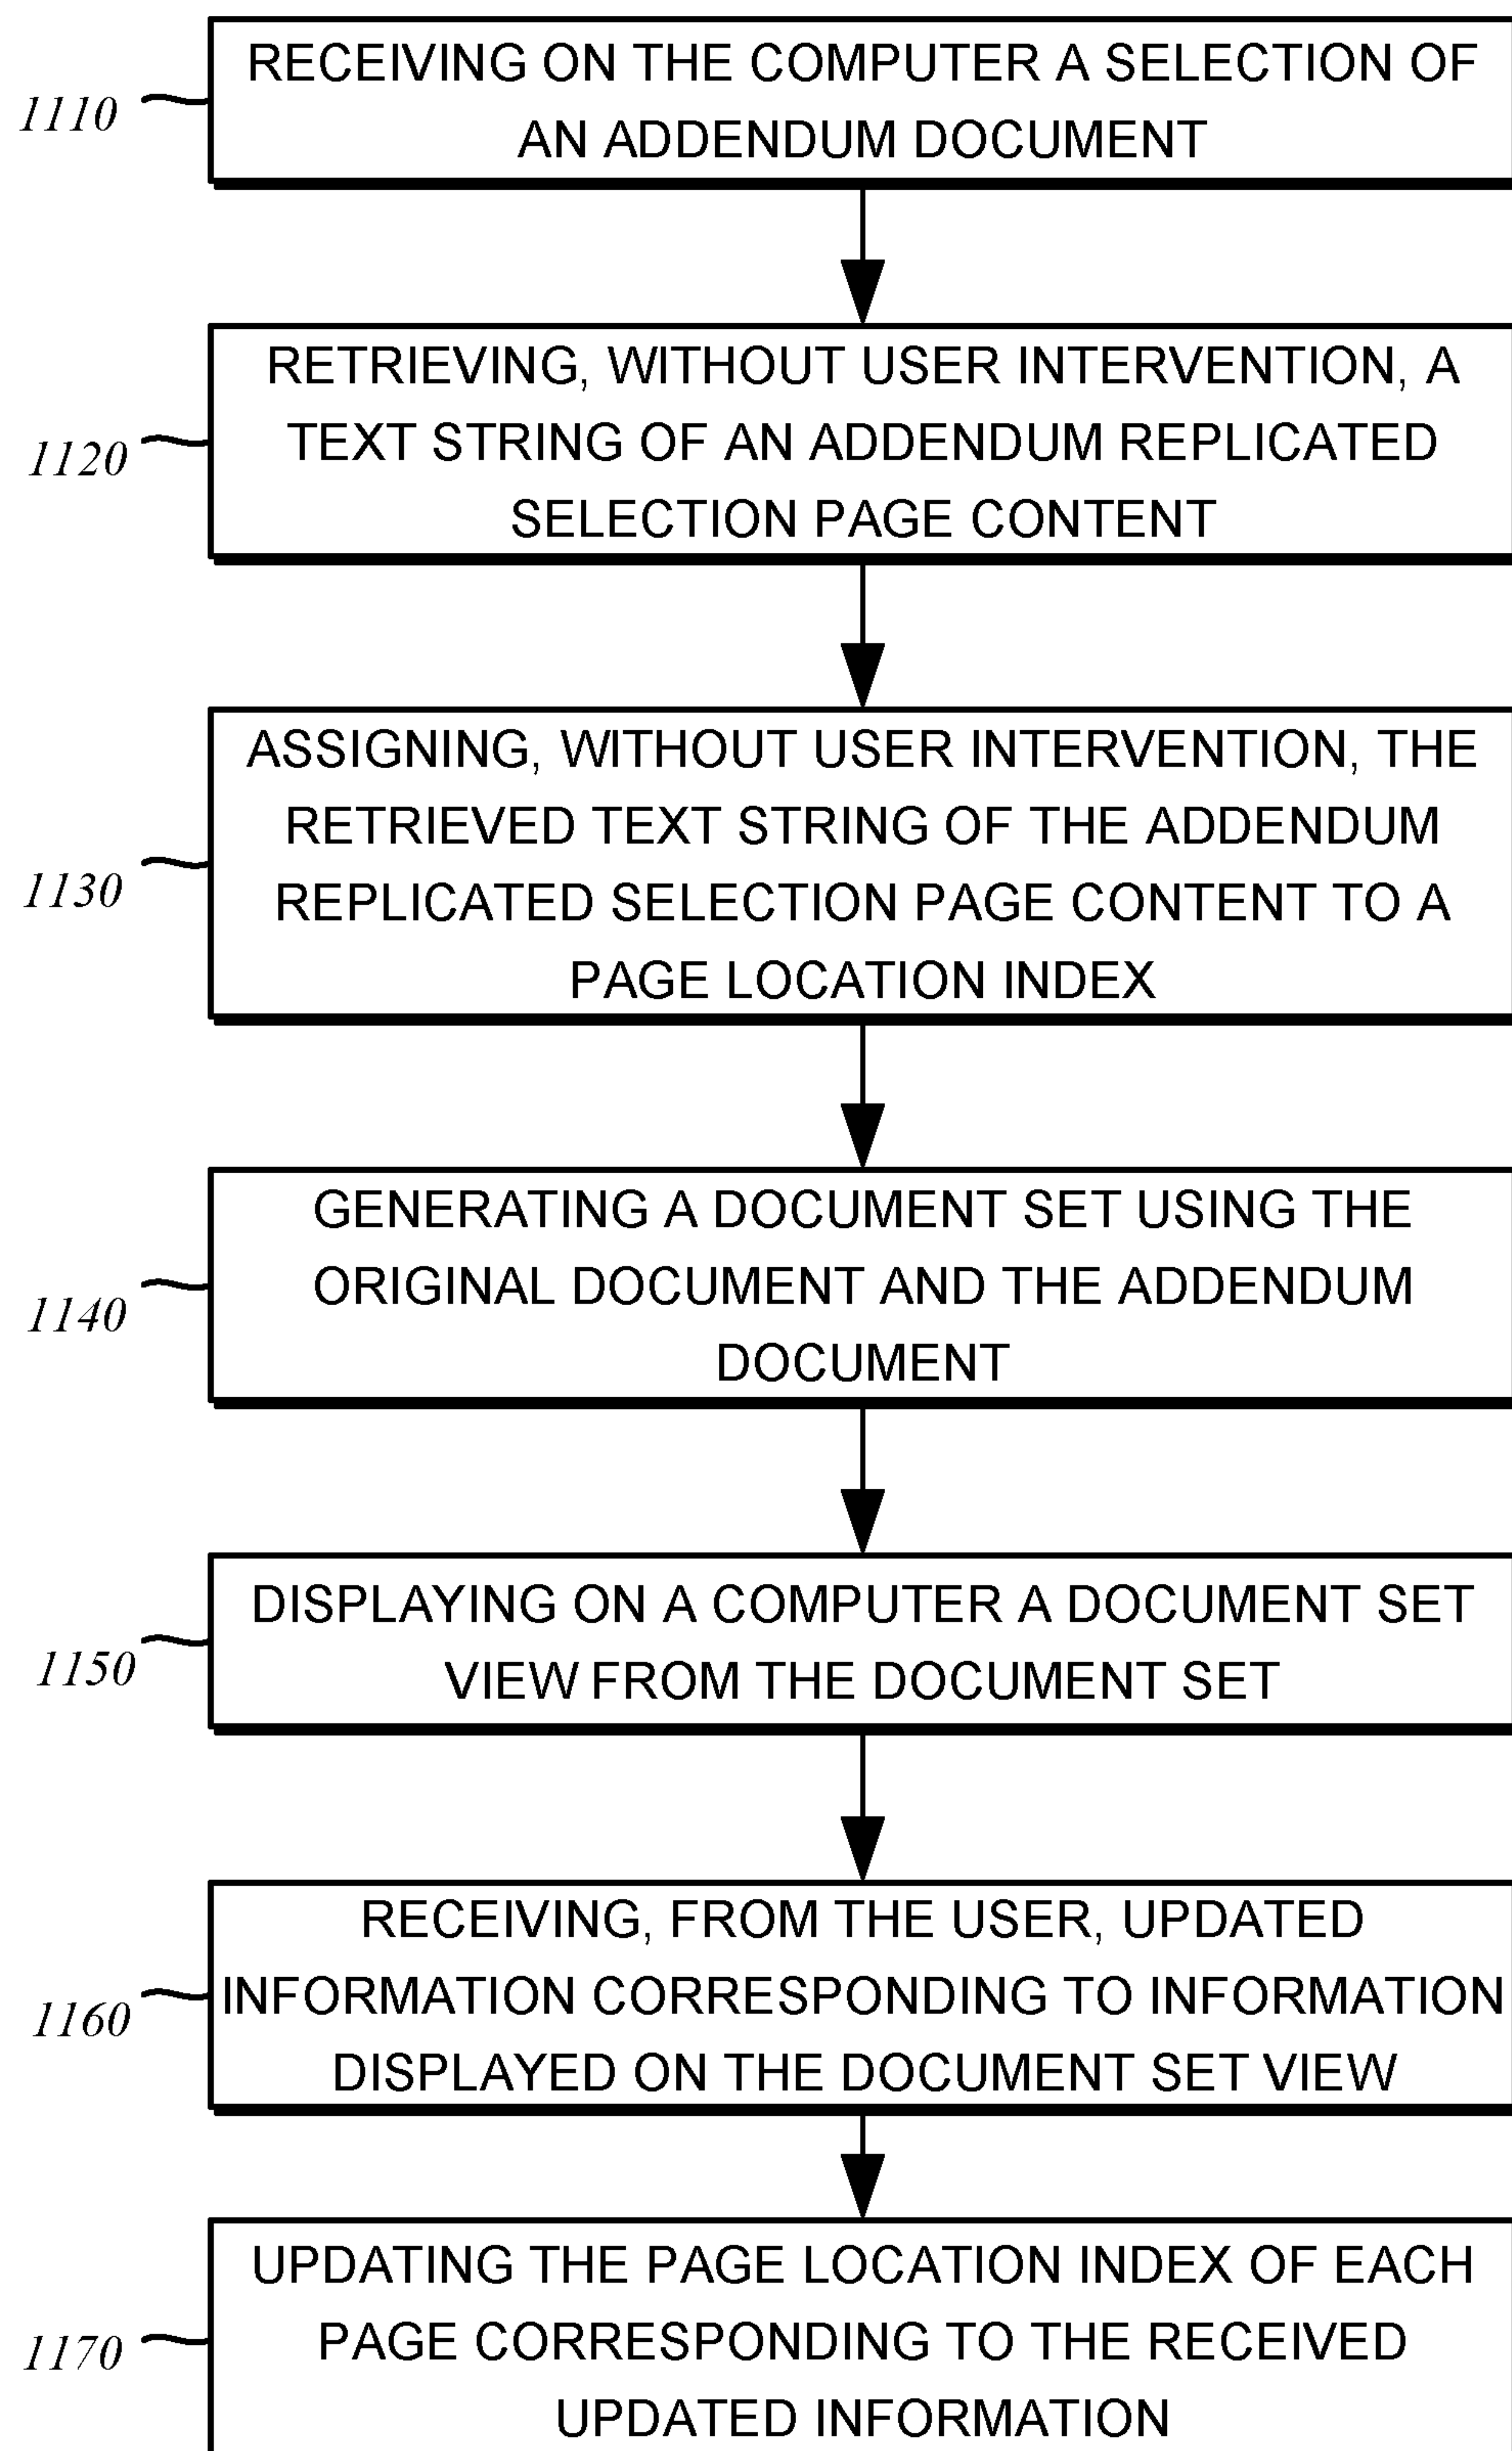 RECEIVING ON THE COMPUTER A SELECTION OF
AN ADDENDUM DOCUMENT
1110
RETRIEVING, WITHOUT USER INTERVENTION, A
TEXT STRING OF AN ADDENDUM REPLICATED
SELECTION PAGE CONTENT
1120
ASSIGNING, WITHOUT USER INTERVENTION, THE
RETRIEVED TEXT STRING OF THE ADDENDUM
REPLICATED SELECTION PAGE CONTENT TO A
PAGE LOCATION INDEX
1130
GENERATING A DOCUMENT SET USING THE
ORIGINAL DOCUMENT AND THE ADDENDUM
DOCUMENT
1140
DISPLAYING ON A COMPUTER A DOCUMENT SET
VIEW FROM THE DOCUMENT SET
1150
RECEIVING, FROM THE USER, UPDATED
INFORMATION CORRESPONDING TO INFORMATION
DISPLAYED ON THE DOCUMENT SET VIEW
1160
UPDATING THE PAGE LOCATION INDEX OF EACH
PAGE CORRESPONDING TO THE RECEIVED
UPDATED INFORMATION
1170